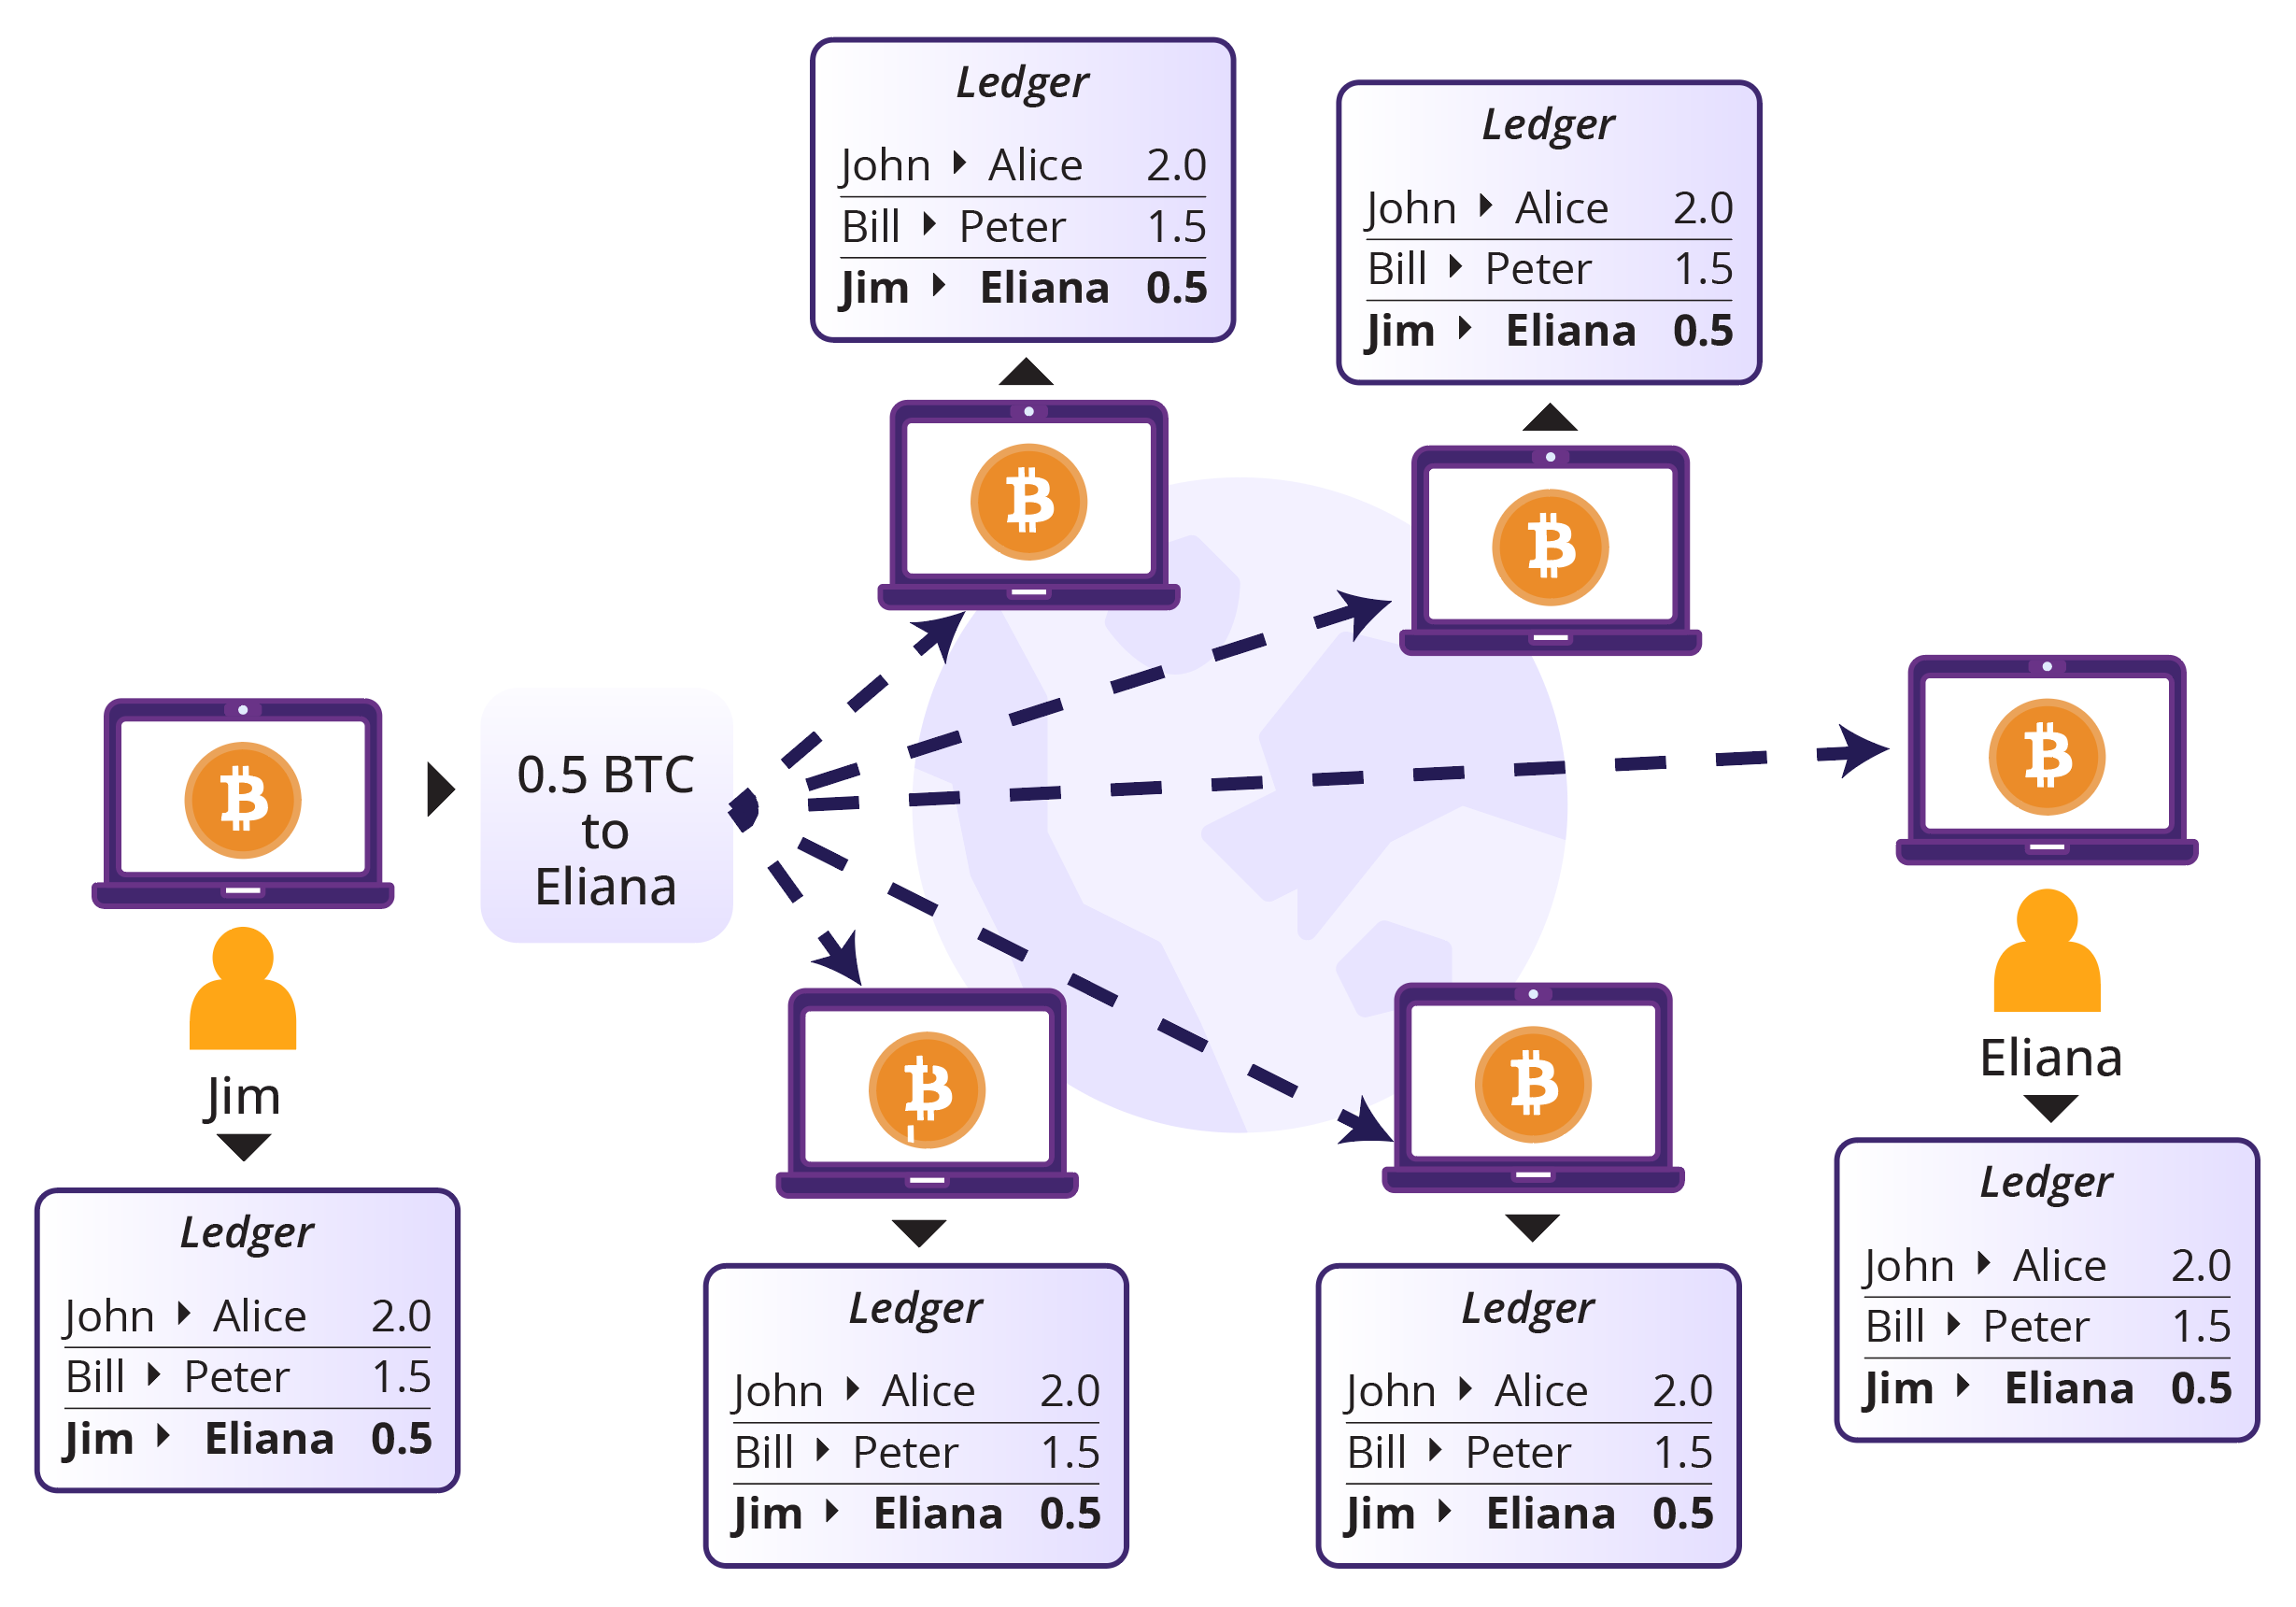 Ledger
John ▸ Alice 2.0
Bill ▸ Peter 1.5
Jim ▸ Eliana 0.5
Ledger
John ▸ Alice 2.0
Bill ▸ Peter 1.5
Jim ▸ Eliana 0.5
0.5 BTC
to
Eliana
Jim
Eliana
Ledger
John ▸ Alice 2.0
Bill ▸ Peter 1.5
Jim ▸ Eliana 0.5
Ledger
John ▸ Alice 2.0
Bill ▸ Peter 1.5
Jim ▸ Eliana 0.5
Ledger
John ▸ Alice 2.0
Bill ▸ Peter 1.5
Jim ▸ Eliana 0.5
Ledger
John ▸ Alice 2.0
Bill ▸ Peter 1.5
Jim ▸ Eliana 0.5